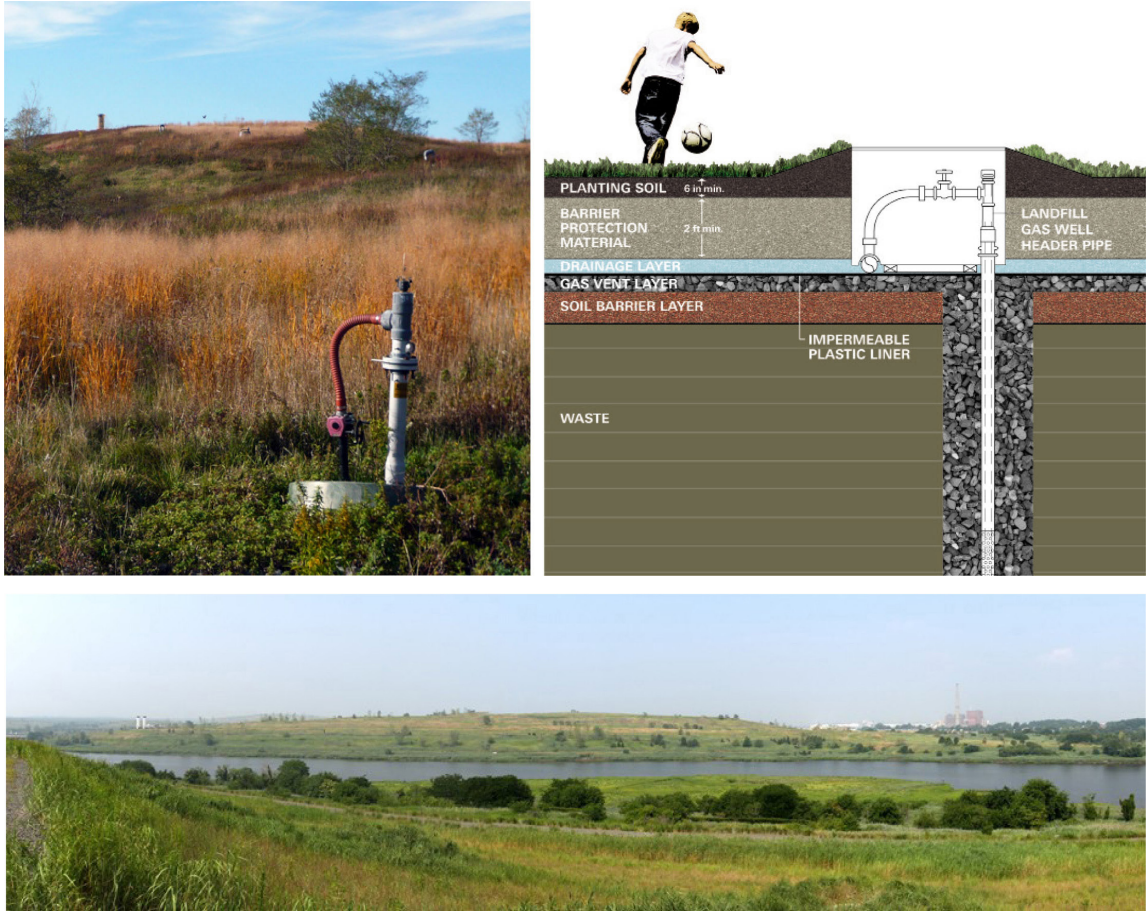 PLANTING SOIL
6 in min.
BARRIER
PROTECTION
MATERIAL
2 ft min.
LANDFILL
GAS WELL
HEADER PIPE
DRAINAGE LAYER
GAS VENT LAYER
SOIL BARRIER LAYER
IMPERMEABLE
PLASTIC LINER
WASTE